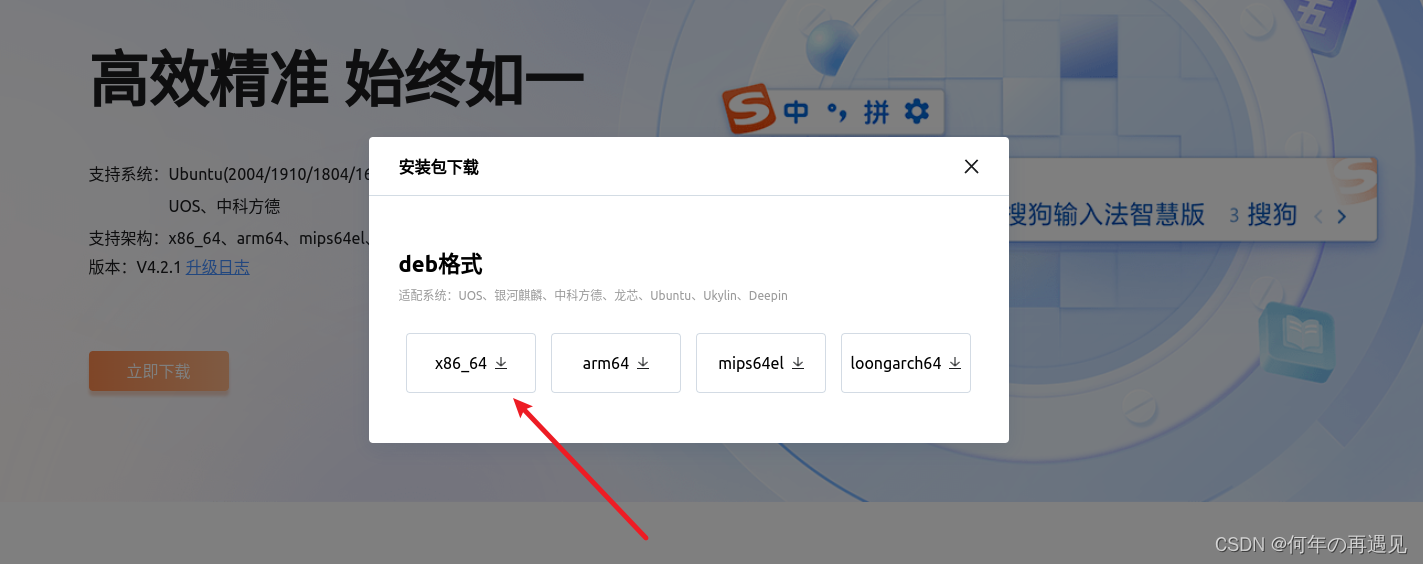 高效精准 始终如一
中 °, 拼
支持系统：Ubuntu(2004/1910/1804/16
UOS、中科方德
支持架构：x86_64、arm64、mips64el、
版本：V4.2.1 升级日志
立即下载
安装包下载
deb格式
适配系统：UOS、银河麒麟、中科方德、龙芯、Ubuntu、Ukylin、Deepin
x86_64
arm64
mips64el
loongarch64
搜狗输入法智慧版 3 搜狗
五
CSDN @何年の再遇见